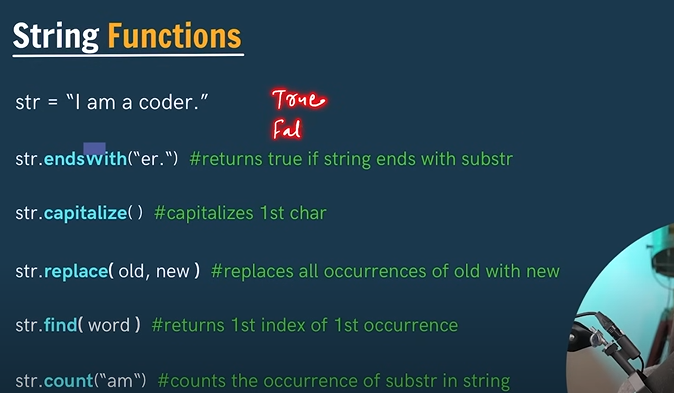 String Functions
str = “I am a coder.”
True
Fal
str.endswith(“er.“) #returns true if string ends with substr
str.capitalize( ) #capitalizes 1st char
str.replace( old, new ) #replaces all occurrences of old with new
str.find( word ) #returns 1st index of 1st occurrence
str.count(“am“) #counts the occurrence of substr in string